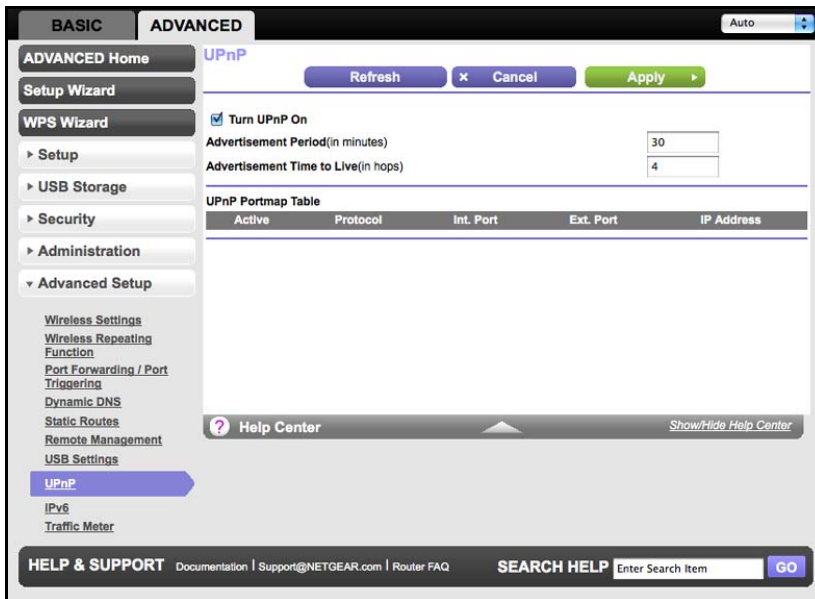 BASIC
ADVANCED
Auto
ADVANCED Home
Setup Wizard
WPS Wizard
Setup
USB Storage
Security
Administration
Advanced Setup
Wireless Settings
Wireless Repeating
Function
Port Forwarding / Port
Triggering
Dynamic DNS
Static Routes
Remote Management
USB Settings
UPnP
IPv6
Traffic Meter
UPnP
Refresh
× Cancel
Apply
Turn UPnP On
Advertisement Period(in minutes) 30
Advertisement Time to Live(in hops) 4
UPnP Portmap Table
Active Protocol Int. Port Ext. Port IP Address
? Help Center Show/Hide Help Center
HELP & SUPPORT Documentation | Support@NETGEAR.com | Router FAQ SEARCH HELP Enter Search Item GO